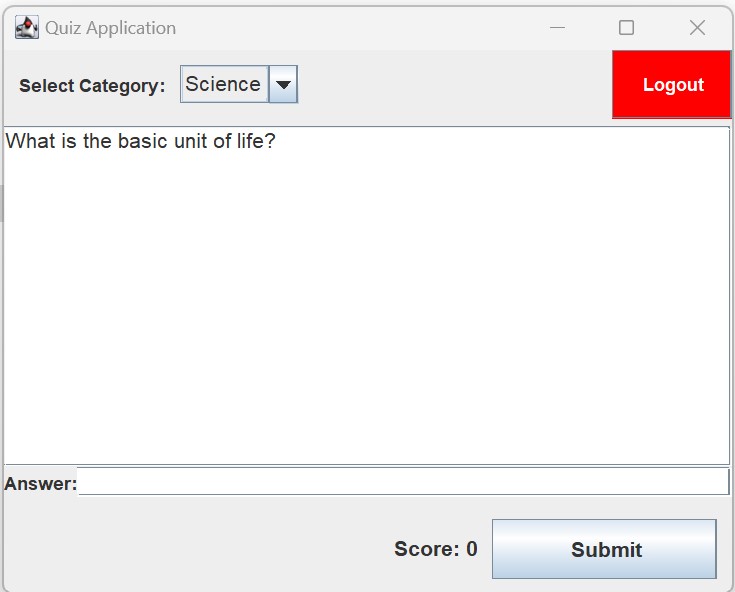 Quiz Application
Select Category: Science Logout
What is the basic unit of life?
Answer:
Score: 0 Submit